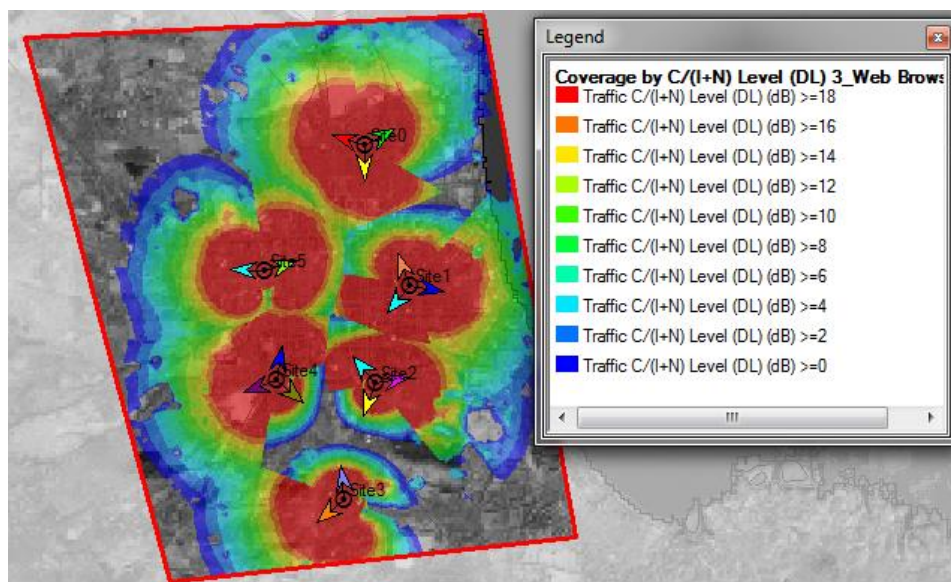 Legend
Coverage by C/(I+N) Level (DL) 3_Web Brows
Traffic C/(I+N) Level (DL) (dB) >=18
Traffic C/(I+N) Level (DL) (dB) >=16
Traffic C/(I+N) Level (DL) (dB) >=14
Traffic C/(I+N) Level (DL) (dB) >=12
Traffic C/(I+N) Level (DL) (dB) >=10
Traffic C/(I+N) Level (DL) (dB) >=8
Traffic C/(I+N) Level (DL) (dB) >=6
Traffic C/(I+N) Level (DL) (dB) >=4
Traffic C/(I+N) Level (DL) (dB) >=2
Traffic C/(I+N) Level (DL) (dB) >=0
Site0
Site5
Site1
Site4
Site2
Site3